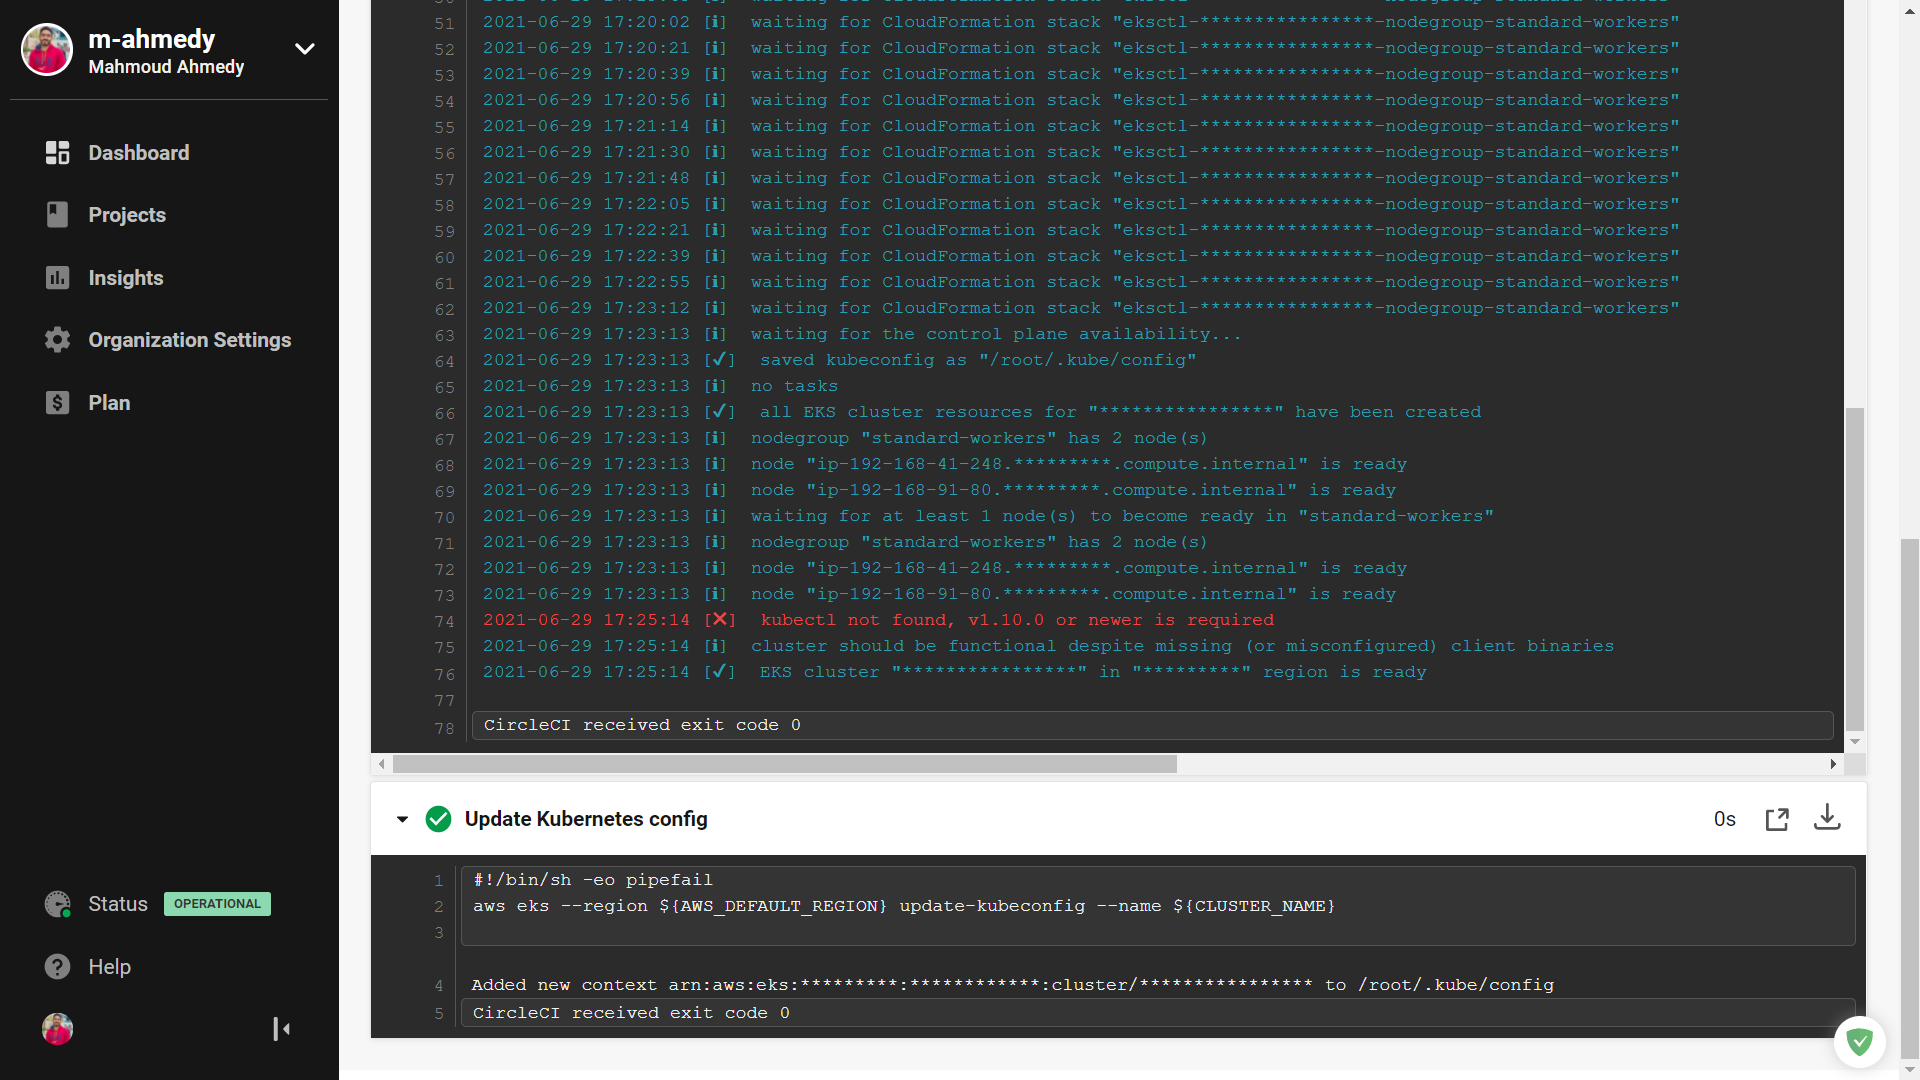 m-ahmedy
Mahmoud Ahmedy
Dashboard
Projects
Insights
Organization Settings
Plan
Status OPERATIONAL
Help
51 2021-06-29 17:20:02 [ℹ] waiting for CloudFormation stack "eksctl-****************-nodegroup-standard-workers"
52 2021-06-29 17:20:21 [ℹ] waiting for CloudFormation stack "eksctl-****************-nodegroup-standard-workers"
53 2021-06-29 17:20:39 [ℹ] waiting for CloudFormation stack "eksctl-****************-nodegroup-standard-workers"
54 2021-06-29 17:20:56 [ℹ] waiting for CloudFormation stack "eksctl-****************-nodegroup-standard-workers"
55 2021-06-29 17:21:14 [ℹ] waiting for CloudFormation stack "eksctl-****************-nodegroup-standard-workers"
56 2021-06-29 17:21:30 [ℹ] waiting for CloudFormation stack "eksctl-****************-nodegroup-standard-workers"
57 2021-06-29 17:21:48 [ℹ] waiting for CloudFormation stack "eksctl-****************-nodegroup-standard-workers"
58 2021-06-29 17:22:05 [ℹ] waiting for CloudFormation stack "eksctl-****************-nodegroup-standard-workers"
59 2021-06-29 17:22:21 [ℹ] waiting for CloudFormation stack "eksctl-****************-nodegroup-standard-workers"
60 2021-06-29 17:22:39 [ℹ] waiting for CloudFormation stack "eksctl-****************-nodegroup-standard-workers"
61 2021-06-29 17:22:55 [ℹ] waiting for CloudFormation stack "eksctl-****************-nodegroup-standard-workers"
62 2021-06-29 17:23:12 [ℹ] waiting for CloudFormation stack "eksctl-****************-nodegroup-standard-workers"
63 2021-06-29 17:23:13 [ℹ] waiting for the control plane availability...
64 2021-06-29 17:23:13 [✔] saved kubeconfig as "/root/.kube/config"
65 2021-06-29 17:23:13 [ℹ] no tasks
66 2021-06-29 17:23:13 [✔] all EKS cluster resources for "****************" have been created
67 2021-06-29 17:23:13 [ℹ] nodegroup "standard-workers" has 2 node(s)
68 2021-06-29 17:23:13 [ℹ] node "ip-192-168-41-248.*********.compute.internal" is ready
69 2021-06-29 17:23:13 [ℹ] node "ip-192-168-91-80.*********.compute.internal" is ready
70 2021-06-29 17:23:13 [ℹ] waiting for at least 1 node(s) to become ready in "standard-workers"
71 2021-06-29 17:23:13 [ℹ] nodegroup "standard-workers" has 2 node(s)
72 2021-06-29 17:23:13 [ℹ] node "ip-192-168-41-248.*********.compute.internal" is ready
73 2021-06-29 17:23:13 [ℹ] node "ip-192-168-91-80.*********.compute.internal" is ready
74 2021-06-29 17:25:14 [✖] kubectl not found, v1.10.0 or newer is required
75 2021-06-29 17:25:14 [ℹ] cluster should be functional despite missing (or misconfigured) client binaries
76 2021-06-29 17:25:14 [✔] EKS cluster "****************" in "*********" region is ready
77
78 CircleCI received exit code 0
Update Kubernetes config 0s
1 #!/bin/sh -eo pipefail
2 aws eks --region ${AWS_DEFAULT_REGION} update-kubeconfig --name ${CLUSTER_NAME}
3
4 Added new context arn:aws:eks:*********:************:cluster/**************** to /root/.kube/config
5 CircleCI received exit code 0